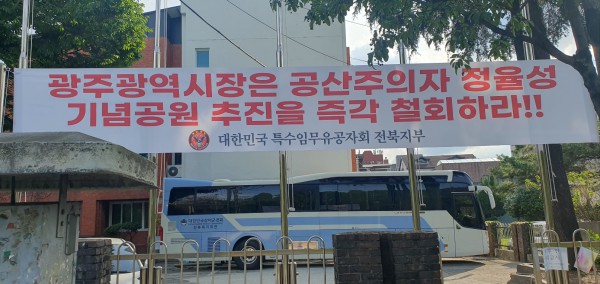 광주광역시장은 공산주의자 정율성
기념공원 추진을 즉각 철회하라!!
대한민국 특수임무유공자회 전북지부